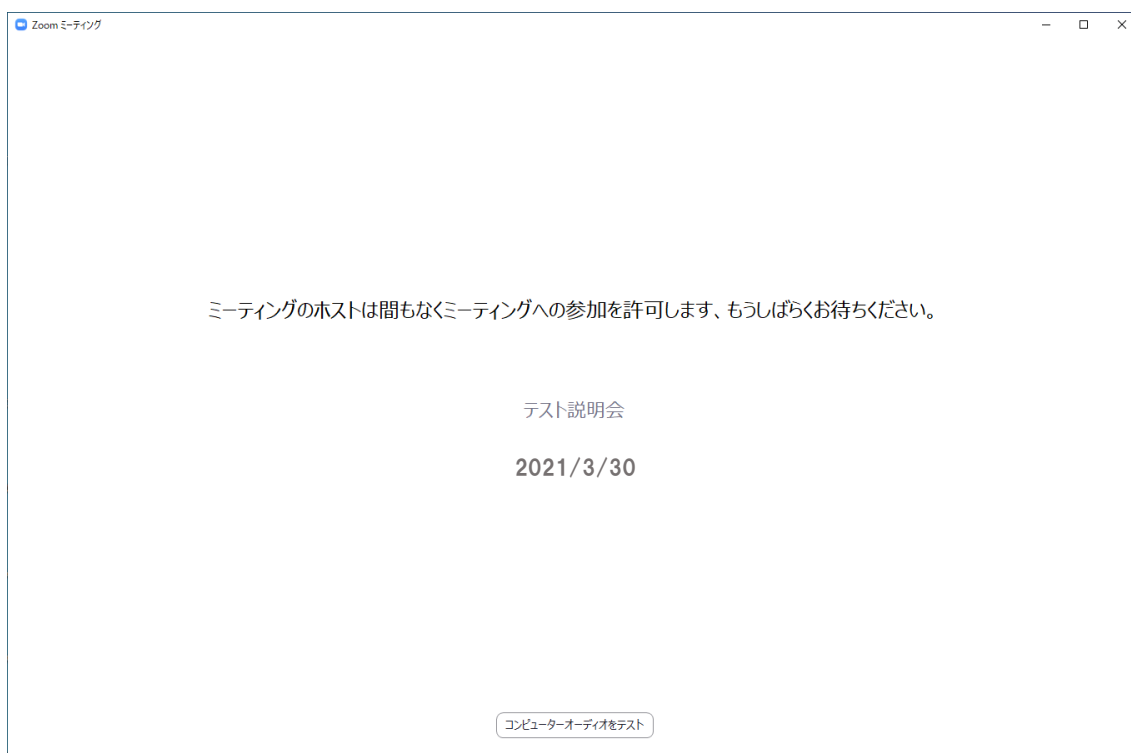 Zoom ミーティング
ミーティングのホストは間もなくミーティングへの参加を許可します、もうしばらくお待ちください。
テスト説明会
2021/3/30
コンピューターオーディオをテスト